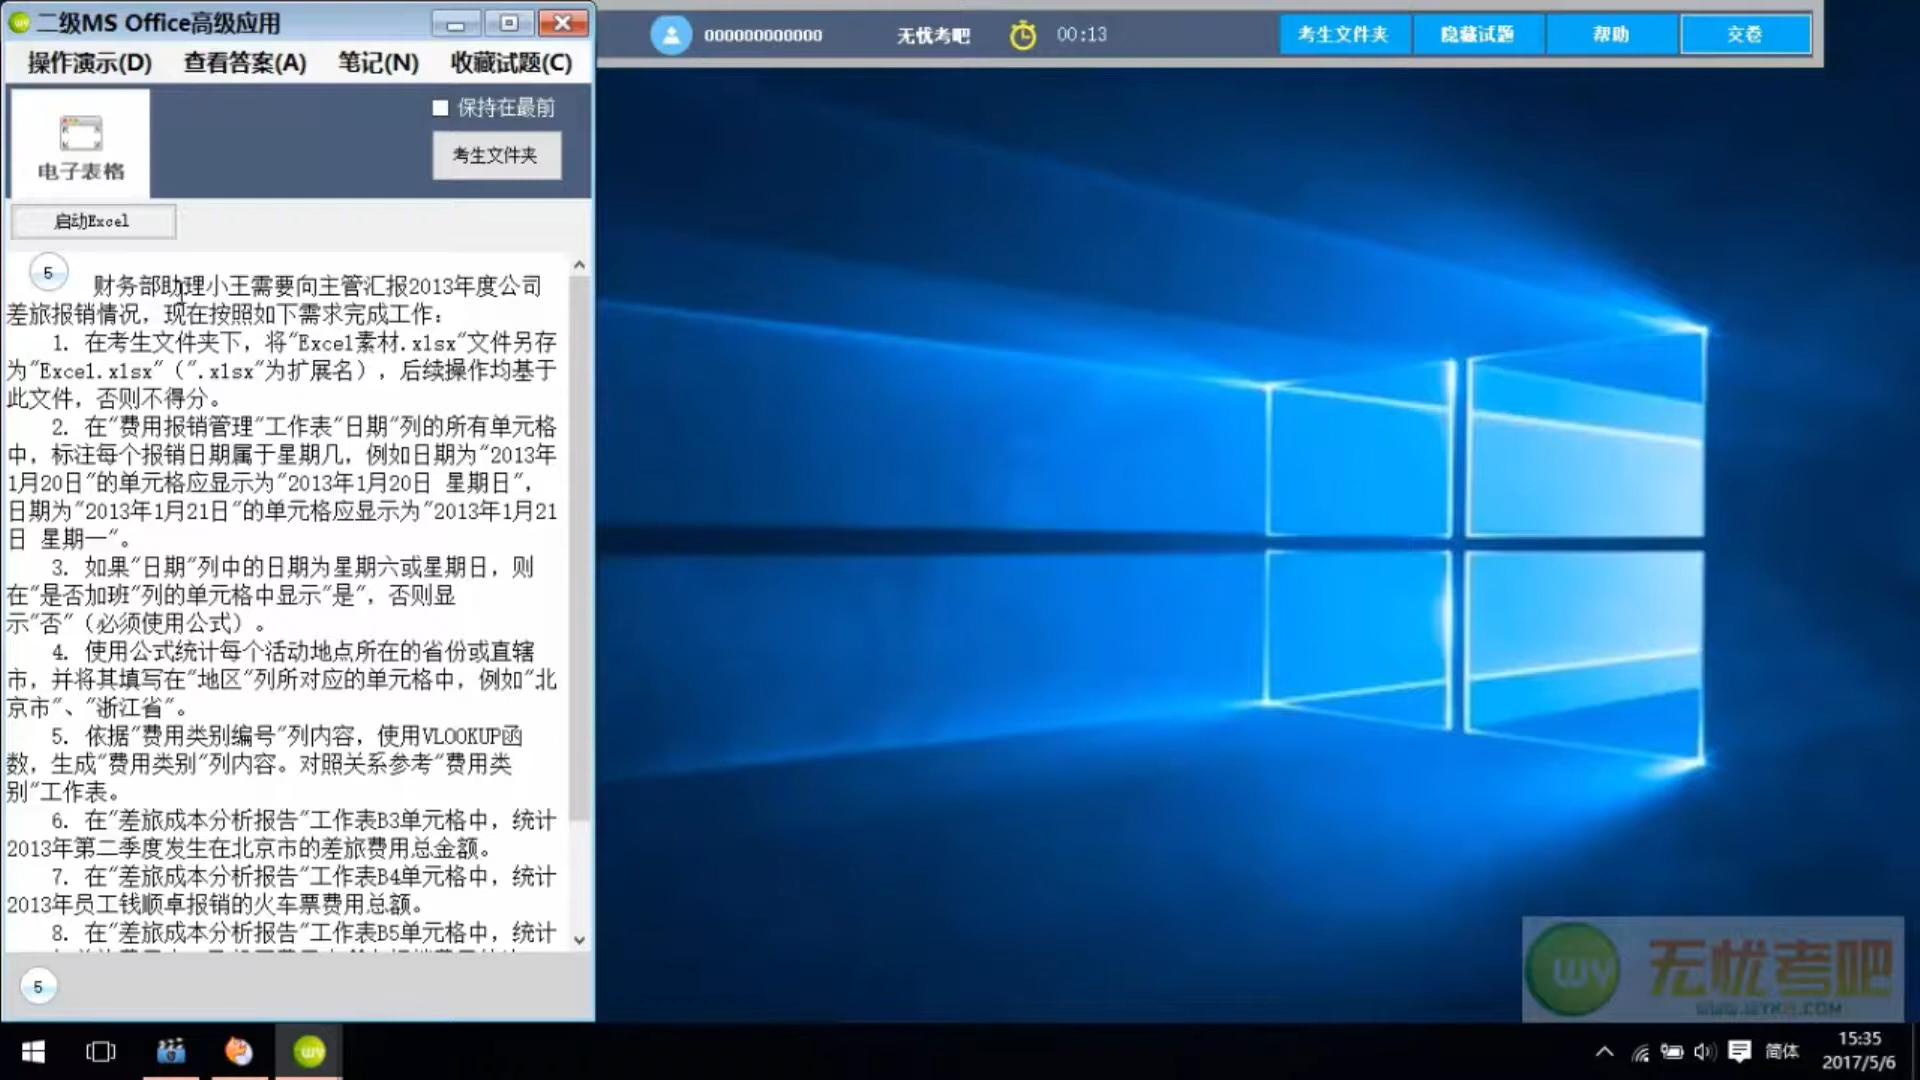 二级MS Office高级应用
操作演示(D) 查看答案(A) 笔记(N) 收藏试题(C)
000000000000 无忧考吧 00:13 考生文件夹 隐藏试题 帮助 交卷
保持在最前
考生文件夹
电子表格
启动Excel
5
财务部助理小王需要向主管汇报2013年度公司
差旅报销情况，现在按照如下需求完成工作：
1. 在考生文件夹下，将"Excel素材.xlsx"文件另存
为"Excel.xlsx"（".xlsx"为扩展名），后续操作均基于
此文件，否则不得分。
2. 在"费用报销管理"工作表"日期"列的所有单元格
中，标注每个报销日期属于星期几，例如日期为"2013年
1月20日"的单元格应显示为"2013年1月20日 星期日"，
日期为"2013年1月21日"的单元格应显示为"2013年1月21
日 星期一"。
3. 如果"日期"列中的日期为星期六或星期日，则
在"是否加班"列的单元格中显示"是"，否则显
示"否"（必须使用公式）。
4. 使用公式统计每个活动地点所在的省份或直辖
市，并将其填写在"地区"列所对应的单元格中，例如"北
京市"、"浙江省"。
5. 依据"费用类别编号"列内容，使用VLOOKUP函
数，生成"费用类别"列内容。对照关系参考"费用类
别"工作表。
6. 在"差旅成本分析报告"工作表B3单元格中，统计
2013年第二季度发生在北京市的差旅费用总金额。
7. 在"差旅成本分析报告"工作表B4单元格中，统计
2013年员工钱顺卓报销的火车票费用总额。
8. 在"差旅成本分析报告"工作表B5单元格中，统计
5
wy 无忧考吧
简体
15:35
2017/5/6